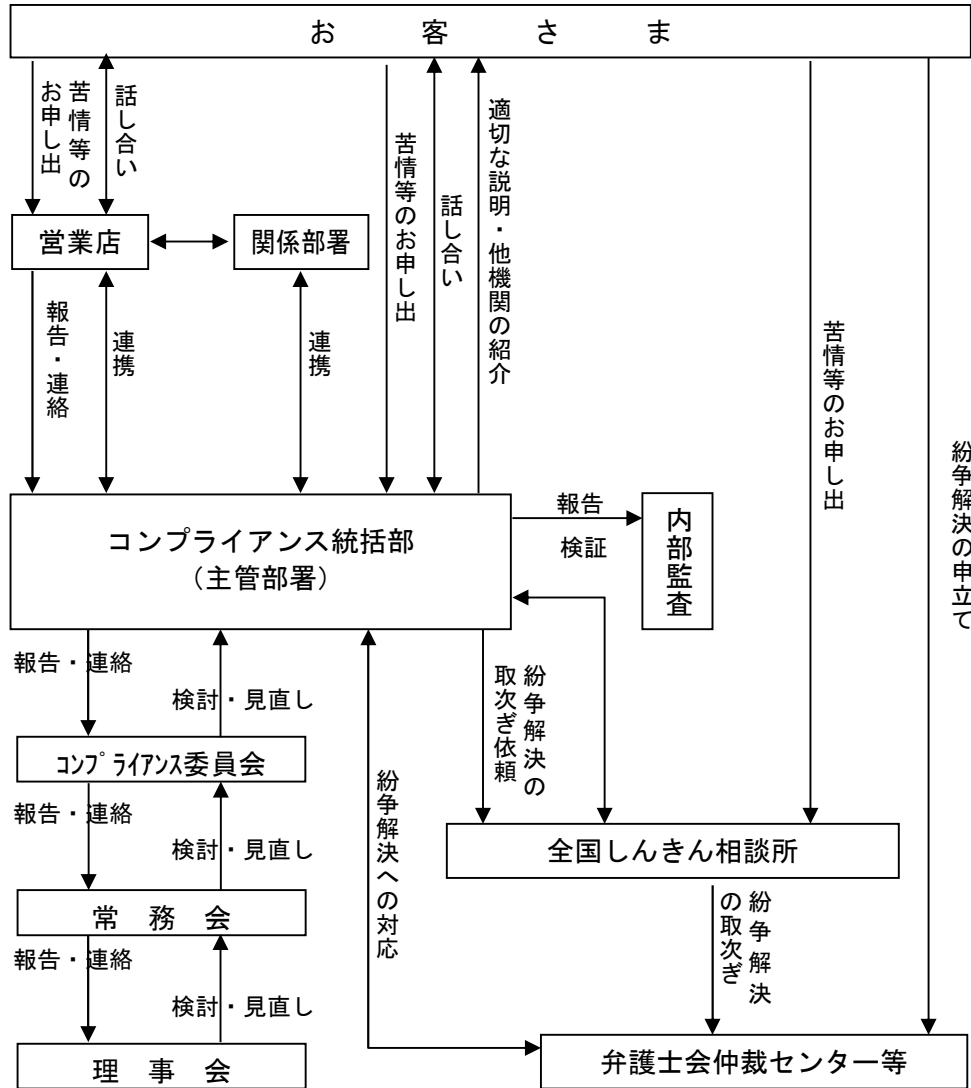 お客さま
苦情等の
お申し出
話し合い
苦情等のお申し出
話し合い
適切な説明・他機関の紹介
営業店
関係部署
報告・連絡
連携
連携
苦情等のお申し出
紛争解決の申立て
コンプライアンス統括部
（主管部署）
報告
検証
内部監査
報告・連絡
検討・見直し
紛争解決の
取次ぎ依頼
コンプライアンス委員会
報告・連絡
検討・見直し
紛争解決への対応
全国しんきん相談所
常務会
紛争解決
の取次ぎ
報告・連絡
検討・見直し
理事会
弁護士会仲裁センター等